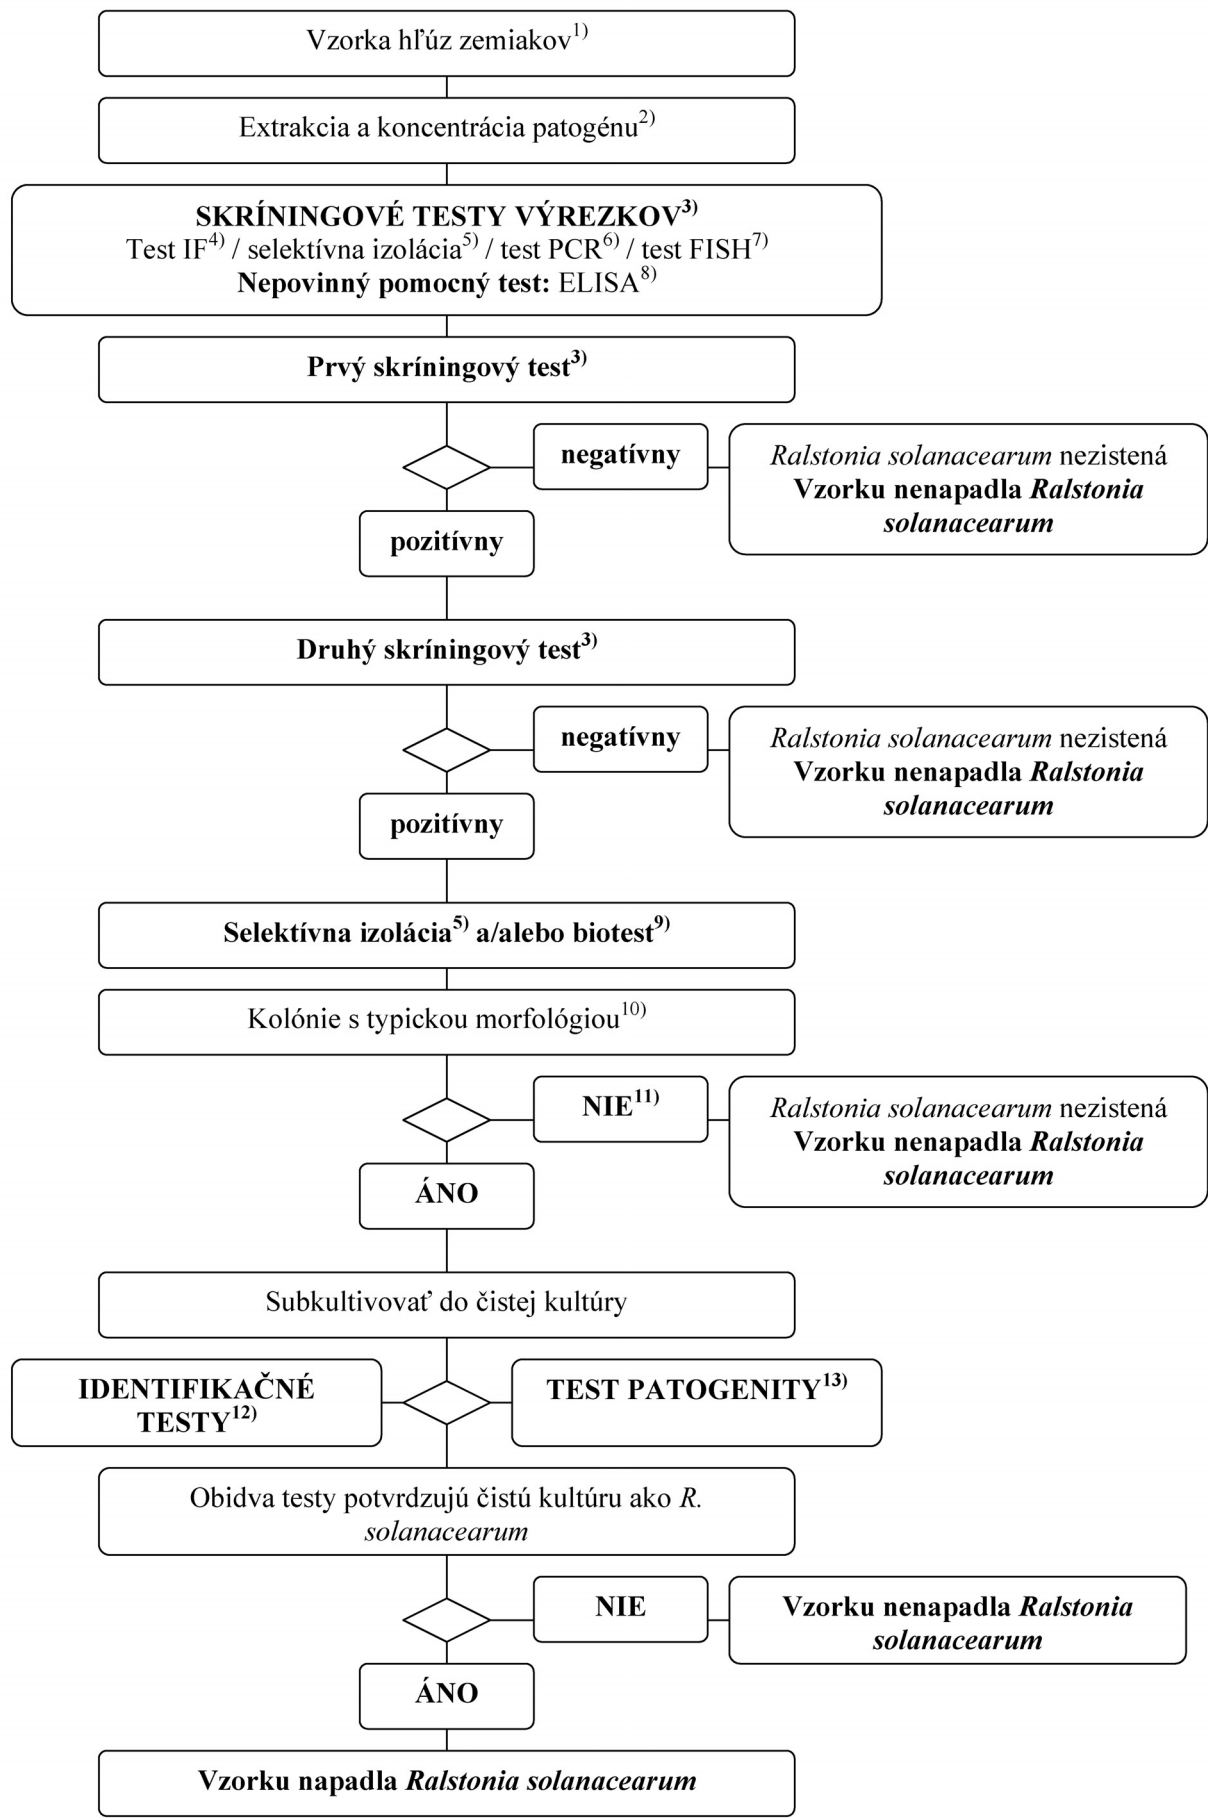 Vzorka hľúz zemiakov1)
Extrakcia a koncentrácia patogénu2)
SKRÍNINGOVÉ TESTY VÝREZKOV3)
Test IF4) / selektívna izolácia5) / test PCR6) / test FISH7)
Nepovinný pomocný test: ELISA8)
Prvý skríningový test3)
negatívny
Ralstonia solanacearum nezistená
Vzorku nenapadla Ralstonia
solanacearum
pozitívny
Druhý skríningový test3)
negatívny
Ralstonia solanacearum nezistená
Vzorku nenapadla Ralstonia
solanacearum
pozitívny
Selektívna izolácia5) a/alebo biotest9)
Kolónie s typickou morfológiou10)
NIE11)
Ralstonia solanacearum nezistená
Vzorku nenapadla Ralstonia
solanacearum
ÁNO
Subkultivovať do čistej kultúry
IDENTIFIKAČNÉ
TESTY12)
TEST PATOGENITY13)
Obidva testy potvrdzujú čistú kultúru ako R.
solanacearum
NIE
Vzorku nenapadla Ralstonia
solanacearum
ÁNO
Vzorku napadla Ralstonia solanacearum